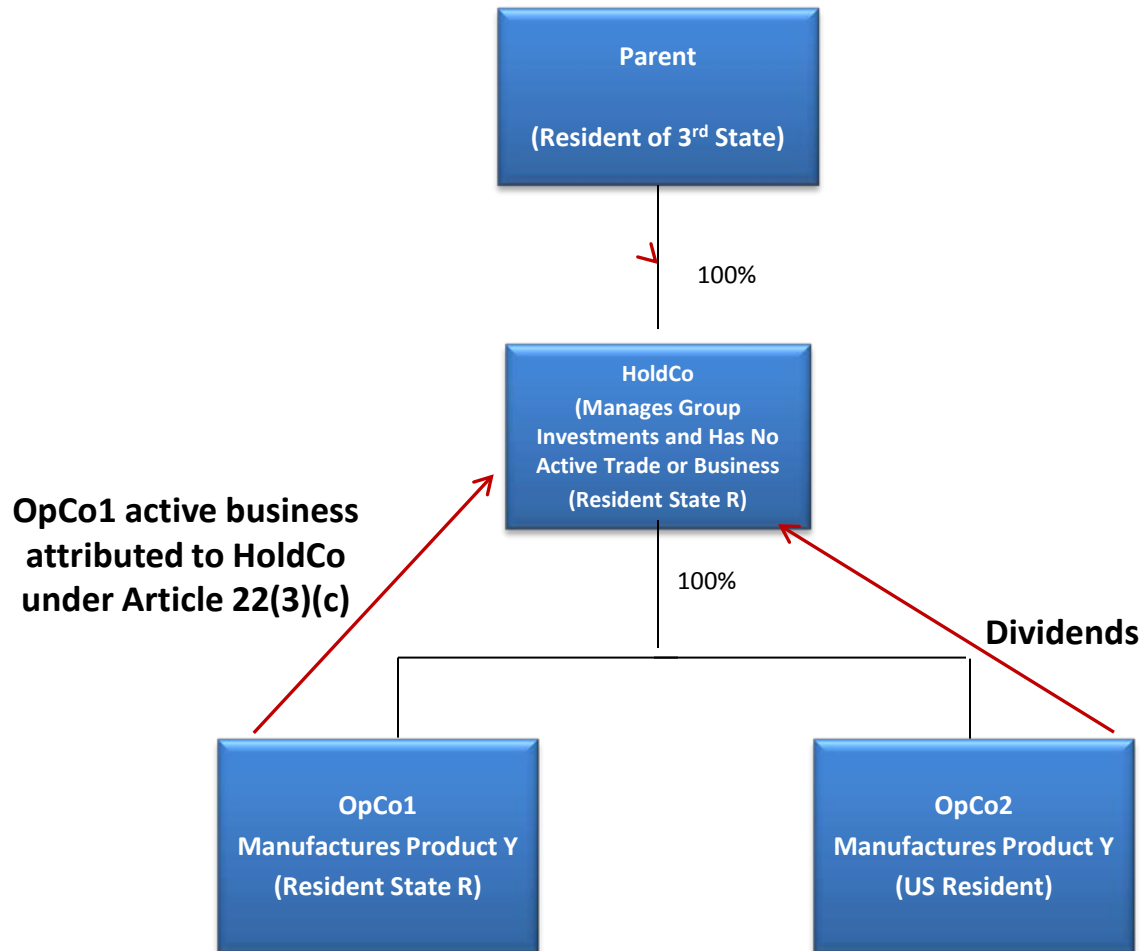 Parent
(Resident of 3rd State)
100%
HoldCo
(Manages Group
Investments and Has No
Active Trade or Business
(Resident State R)
OpCo1 active business
attributed to HoldCo
under Article 22(3)(c)
100%
Dividends
OpCo1
Manufactures Product Y
(Resident State R)
OpCo2
Manufactures Product Y
(US Resident)